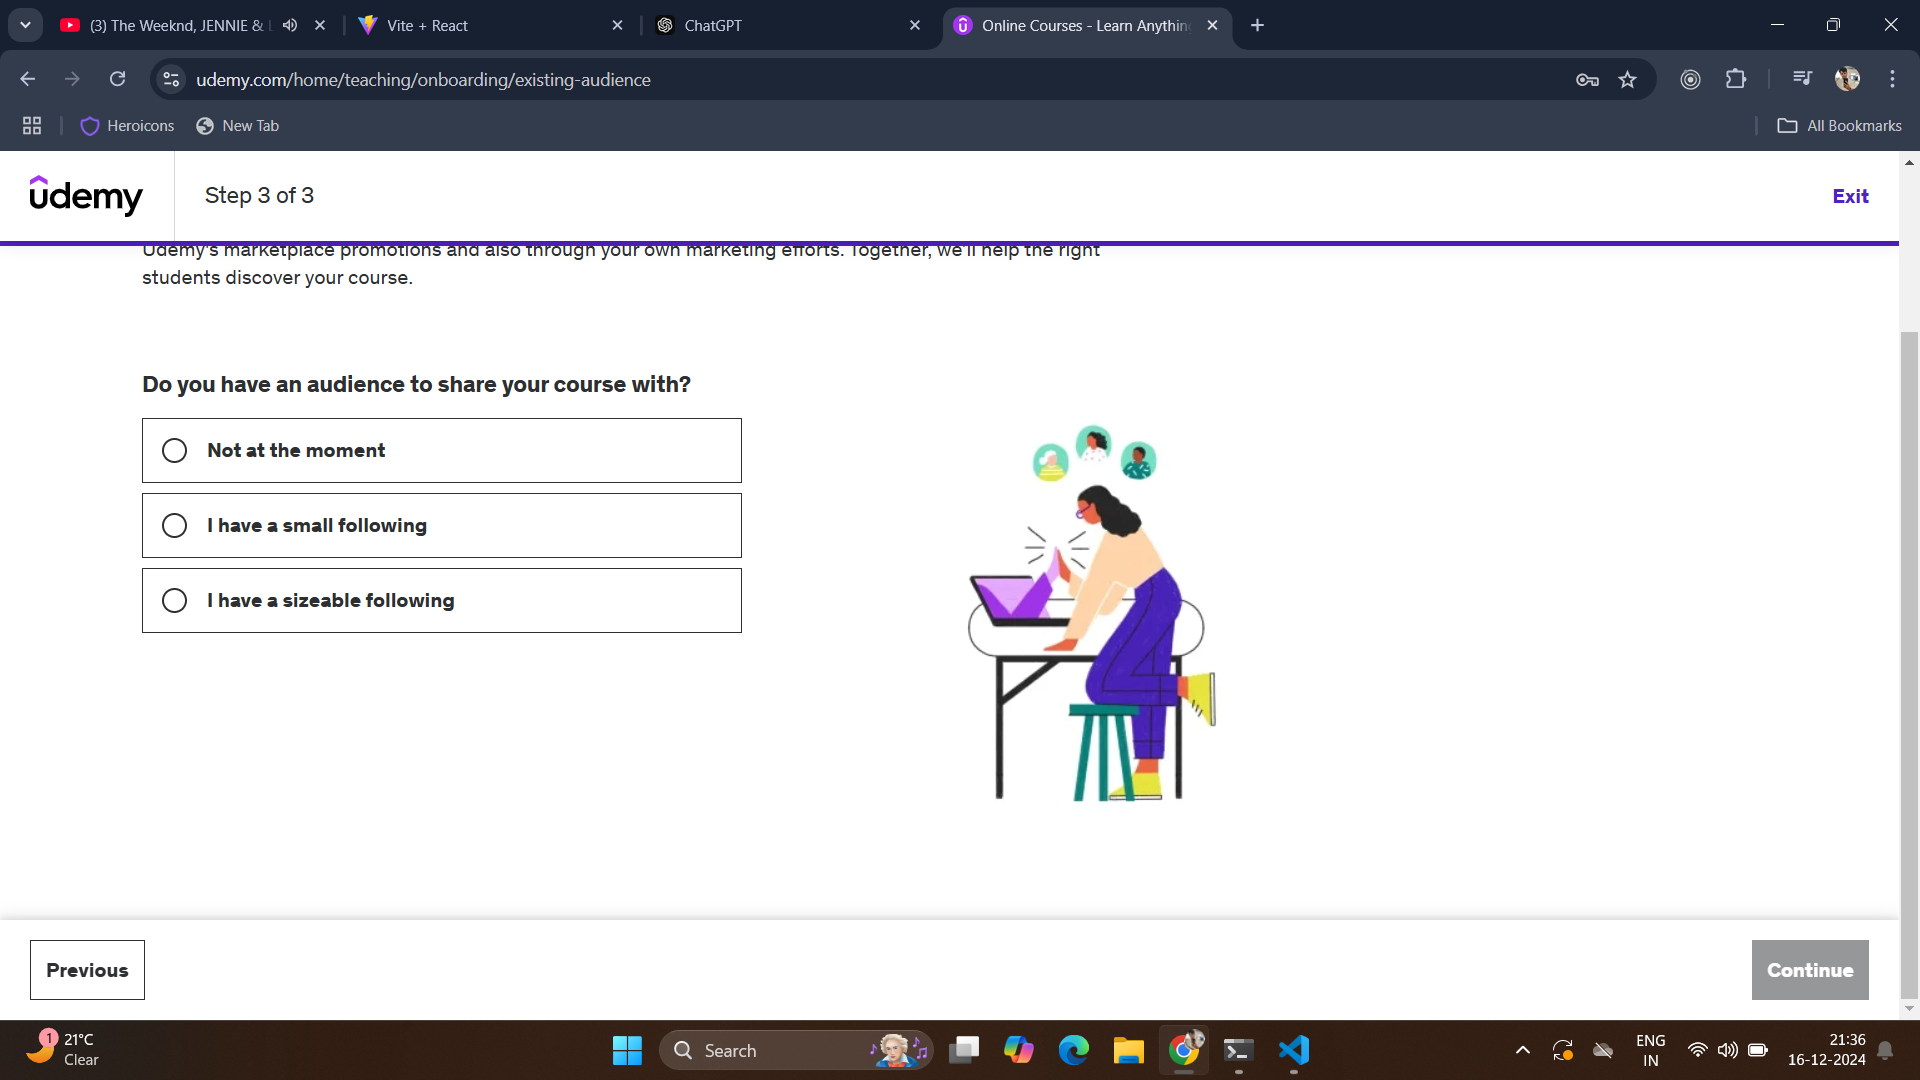 (3) The Weeknd, JENNIE &
Vite + React
ChatGPT
Online Courses - Learn Anythin
udemy.com/home/teaching/onboarding/existing-audience
Heroicons
New Tab
All Bookmarks
udemy
Step 3 of 3
Exit
Udemy's marketplace promotions and also through your own marketing efforts. Together, we'll help the right
students discover your course.
Do you have an audience to share your course with?
Not at the moment
I have a small following
I have a sizeable following
Previous
Continue
1
21°C
Clear
Search
ENG
IN
21:36
16-12-2024